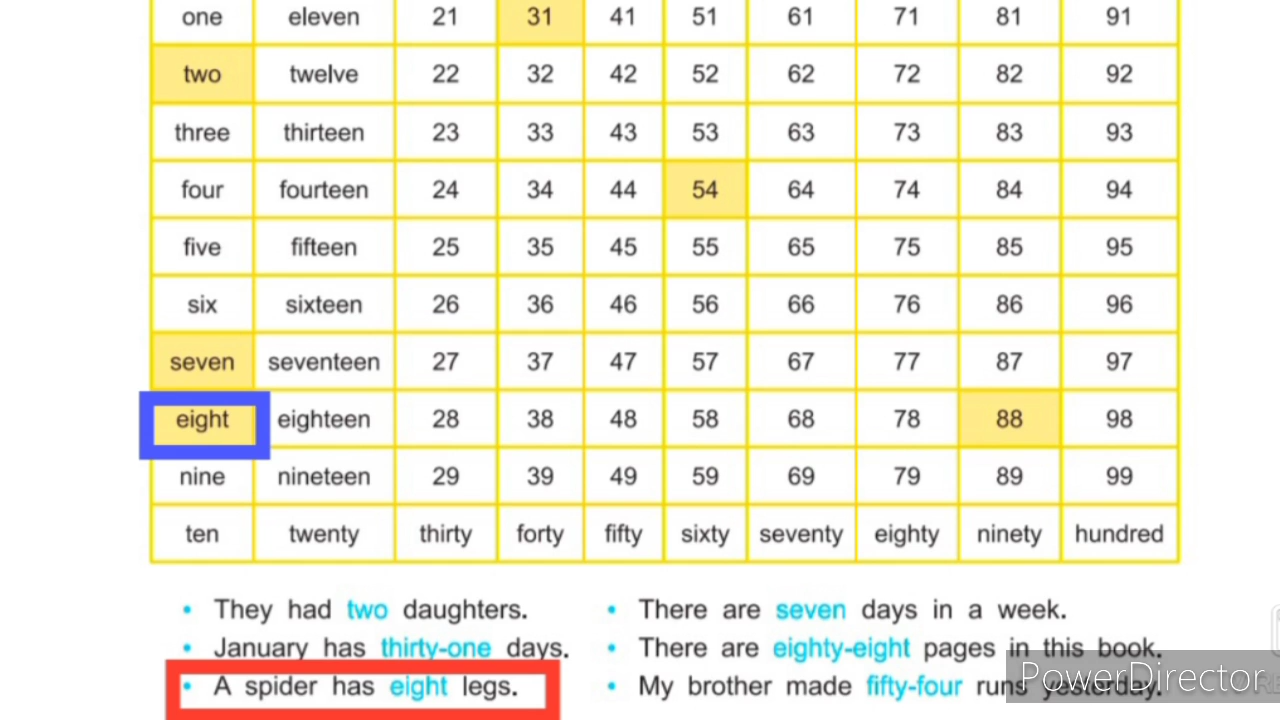 one eleven 21 31 41 51 61 71 81 91
two twelve 22 32 42 52 62 72 82 92
three thirteen 23 33 43 53 63 73 83 93
four fourteen 24 34 44 54 64 74 84 94
five fifteen 25 35 45 55 65 75 85 95
six sixteen 26 36 46 56 66 76 86 96
seven seventeen 27 37 47 57 67 77 87 97
eight eighteen 28 38 48 58 68 78 88 98
nine nineteen 29 39 49 59 69 79 89 99
ten twenty thirty forty fifty sixty seventy eighty ninety hundred
• They had two daughters.
• January has thirty-one days.
• A spider has eight legs.
• There are seven days in a week.
• There are eighty-eight pages in this book.
• My brother made fifty-four runs yesterday.
PowerDirector